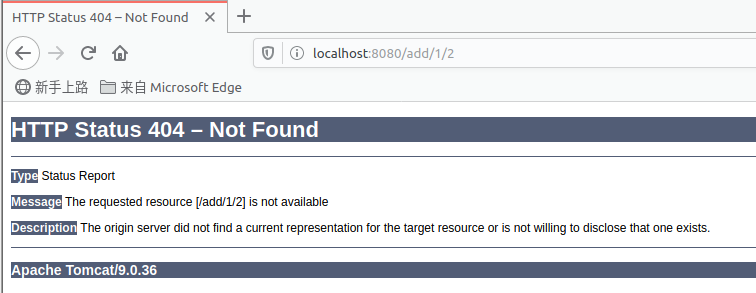 HTTP Status 404 – Not Found
localhost:8080/add/1/2
新手上路 来自 Microsoft Edge
HTTP Status 404 – Not Found
Type Status Report
Message The requested resource [/add/1/2] is not available
Description The origin server did not find a current representation for the target resource or is not willing to disclose that one exists.
Apache Tomcat/9.0.36